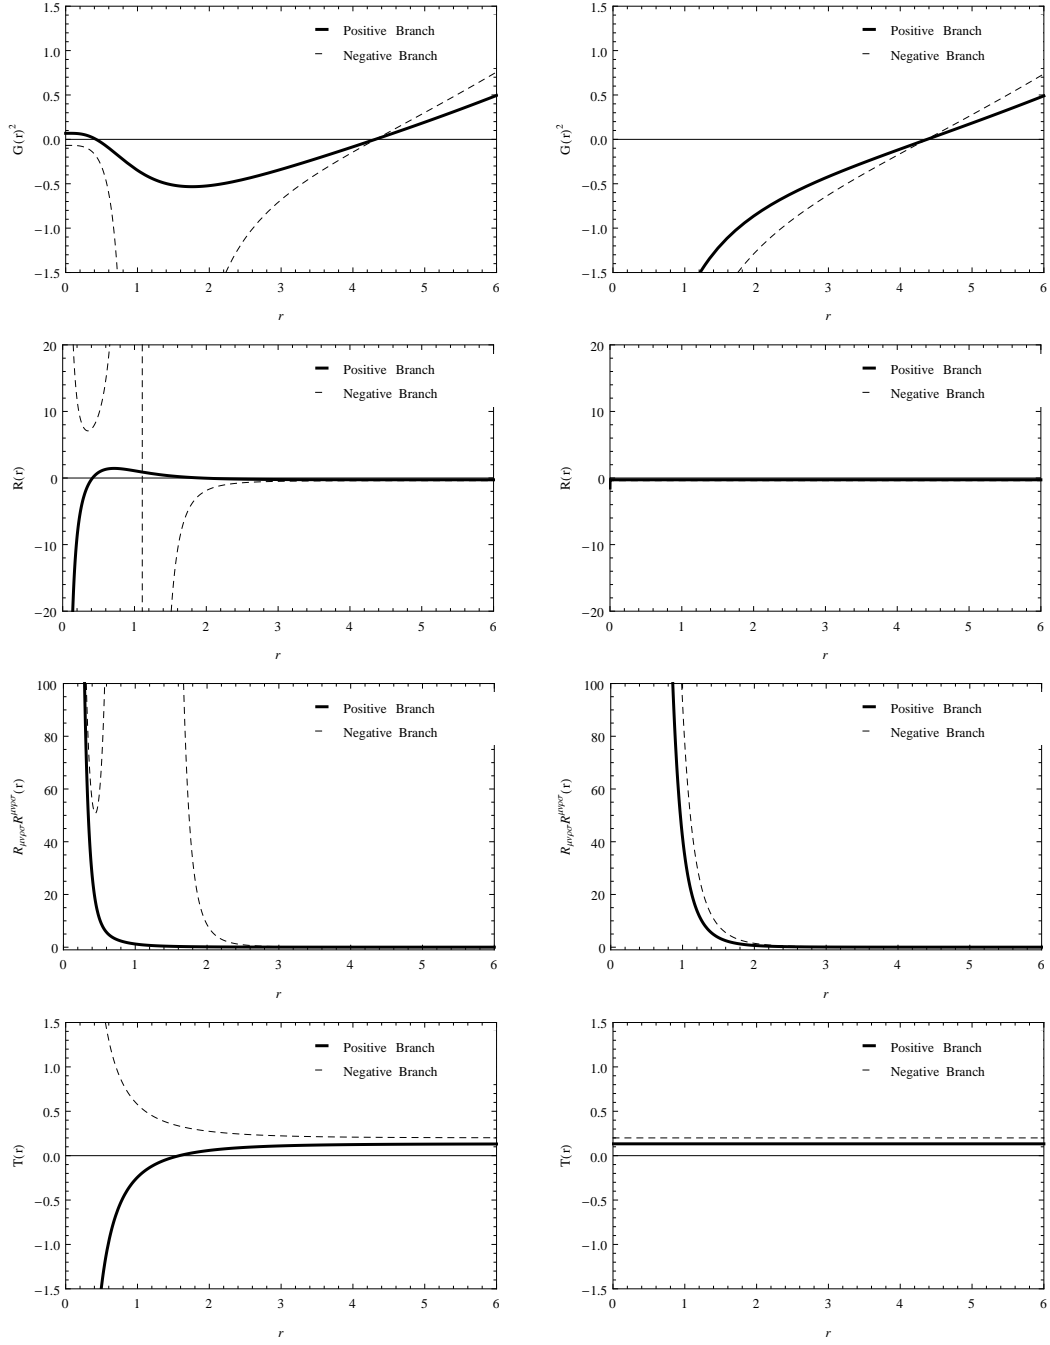 1.5
1.0
0.5
0.0
−0.5
−1.0
−1.5
G(r)²
Positive Branch
Negative Branch
0 1 2 3 4 5 6
r
1.5
1.0
0.5
0.0
−0.5
−1.0
−1.5
G(r)²
Positive Branch
Negative Branch
0 1 2 3 4 5 6
r
20
10
0
−10
−20
R(r)
Positive Branch
Negative Branch
0 1 2 3 4 5 6
r
20
10
0
−10
−20
R(r)
Positive Branch
Negative Branch
0 1 2 3 4 5 6
r
100
80
60
40
20
0
R_{μνρσ}R^{μνρσ}(r)
Positive Branch
Negative Branch
0 1 2 3 4 5 6
r
100
80
60
40
20
0
R_{μνρσ}R^{μνρσ}(r)
Positive Branch
Negative Branch
0 1 2 3 4 5 6
r
1.5
1.0
0.5
0.0
−0.5
−1.0
−1.5
T(r)
Positive Branch
Negative Branch
0 1 2 3 4 5 6
r
1.5
1.0
0.5
0.0
−0.5
−1.0
−1.5
T(r)
Positive Branch
Negative Branch
0 1 2 3 4 5 6
r